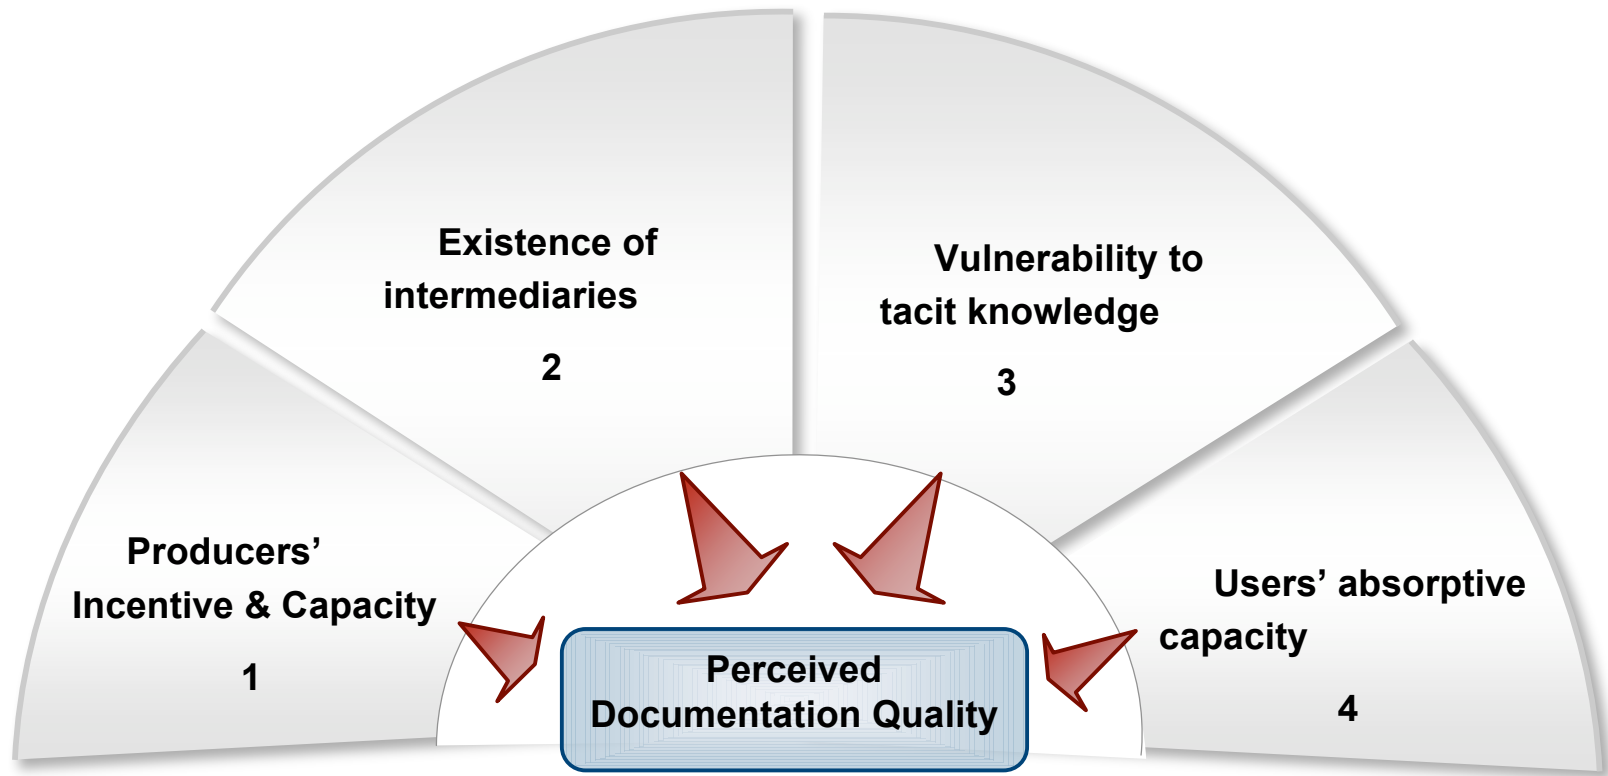 Producers’
Incentive & Capacity
1
Existence of
intermediaries
2
Vulnerability to
tacit knowledge
3
Users’ absorptive
capacity
4
Perceived
Documentation Quality